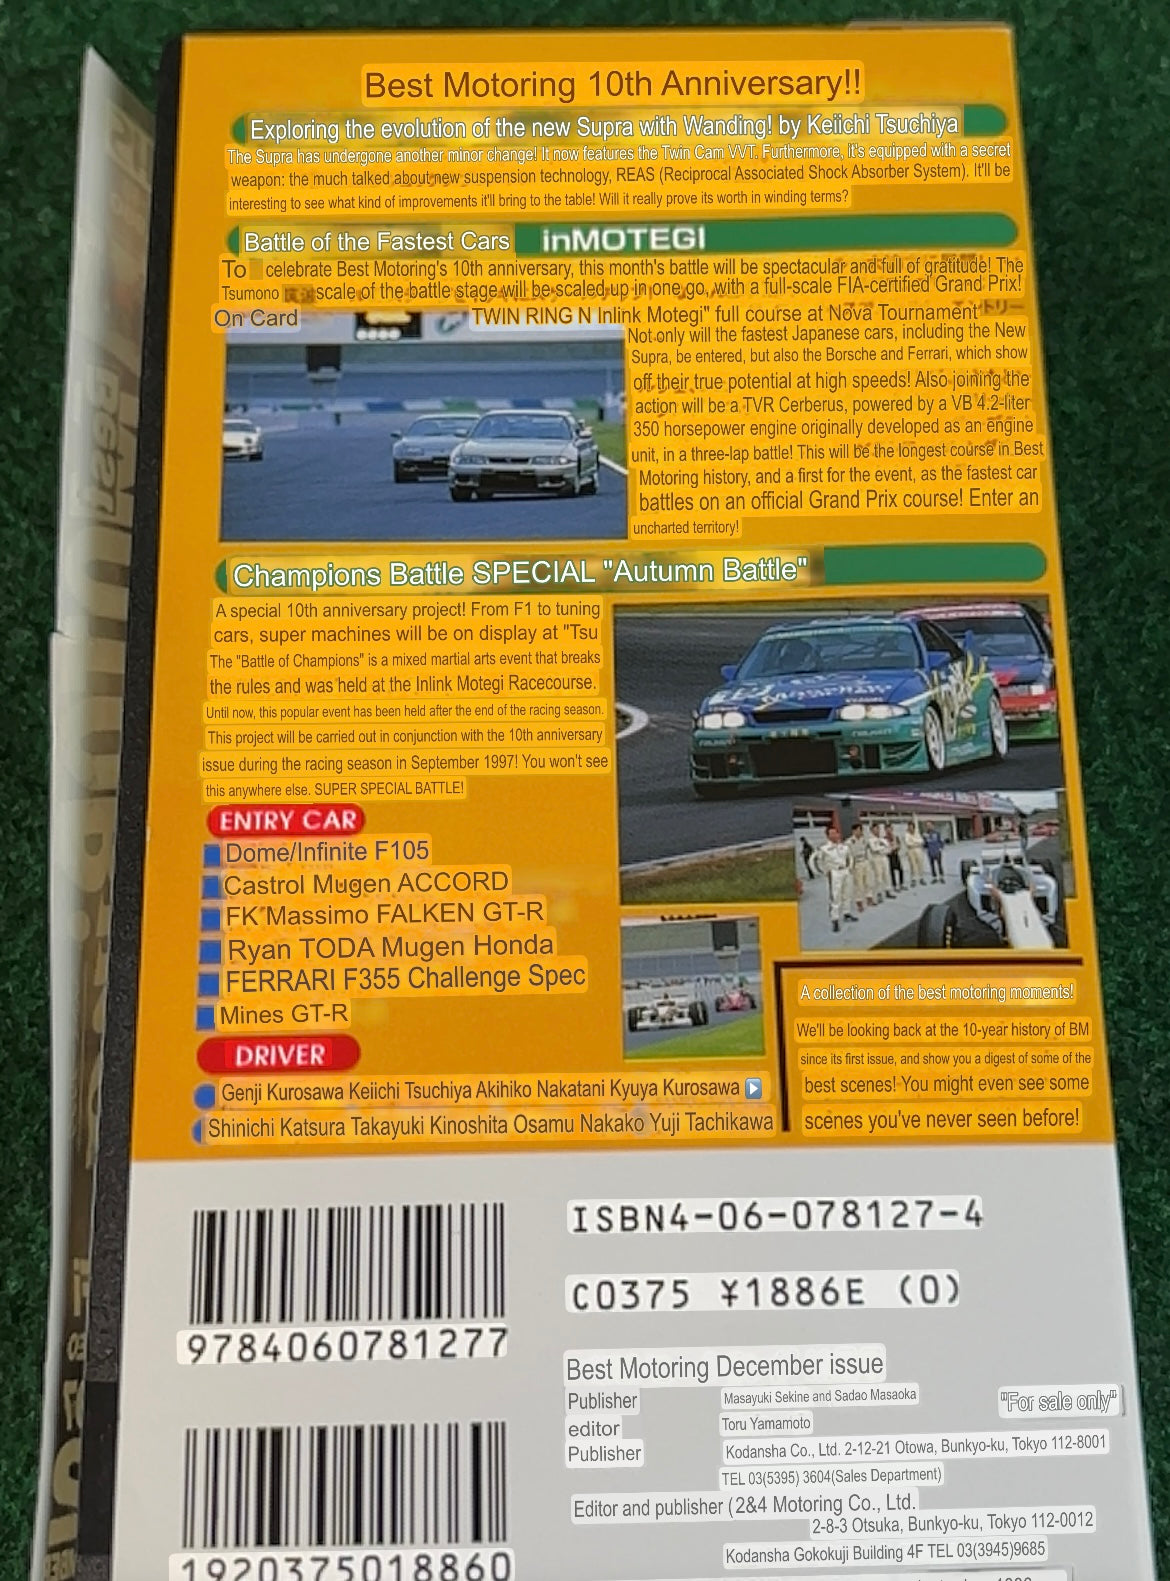 Best Motoring 10th Anniversary!!
Exploring the evolution of the new Supra with Wanding! by Keiichi Tsuchiya
The Supra has undergone another minor change! It now features the Twin Cam VVT. Furthermore, it's equipped with a secret
weapon: the much talked about new suspension technology, REAS (Reciprocal Associated Shock Absorber System). It'll be
interesting to see what kind of improvements it'll bring to the table! Will it really prove its worth in winding terms?
Battle of the Fastest Cars inMOTEGI
To celebrate Best Motoring's 10th anniversary, this month's battle will be spectacular and full of gratitude! The
Tsumono scale of the battle stage will be scaled up in one go, with a full-scale FIA-certified Grand Prix!
On Card TWIN RING N Inlink Motegi" full course at Nova Tournament
Not only will the fastest Japanese cars, including the New
Supra, be entered, but also the Borsche and Ferrari, which show
off their true potential at high speeds! Also joining the
action will be a TVR Cerberus, powered by a VB 4.2-liter
350 horsepower engine originally developed as an engine
unit, in a three-lap battle! This will be the longest course in Best
Motoring history, and a first for the event, as the fastest car
battles on an official Grand Prix course! Enter an
uncharted territory!
Champions Battle SPECIAL "Autumn Battle"
A special 10th anniversary project! From F1 to tuning
cars, super machines will be on display at "Tsu
The "Battle of Champions" is a mixed martial arts event that breaks
the rules and was held at the Inlink Motegi Racecourse.
Until now, this popular event has been held after the end of the racing season.
This project will be carried out in conjunction with the 10th anniversary
issue during the racing season in September 1997! You won't see
this anywhere else. SUPER SPECIAL BATTLE!
ENTRY CAR
Dome/Infinite F105
Castrol Mugen ACCORD
FK Massimo FALKEN GT-R
Ryan TODA Mugen Honda
FERRARI F355 Challenge Spec
Mines GT-R
DRIVER
Genji Kurosawa Keiichi Tsuchiya Akihiko Nakatani Kyuya Kurosawa
Shinichi Katsura Takayuki Kinoshita Osamu Nakako Yuji Tachikawa
A collection of the best motoring moments!
We'll be looking back at the 10-year history of BM
since its first issue, and show you a digest of some of the
best scenes! You might even see some
scenes you've never seen before!
ISBN4-06-078127-4
C0375 ¥1886E (0)
9784060781277
Best Motoring December issue
Publisher Masayuki Sekine and Sadao Masaoka
"For sale only"
editor Toru Yamamoto
Publisher Kodansha Co., Ltd. 2-12-21 Otowa, Bunkyo-ku, Tokyo 112-8001
TEL 03(5395) 3604(Sales Department)
Editor and publisher (2&4 Motoring Co., Ltd.
2-8-3 Otsuka, Bunkyo-ku, Tokyo 112-0012
Kodansha Gokokuji Building 4F TEL 03(3945)9685
1920375018860